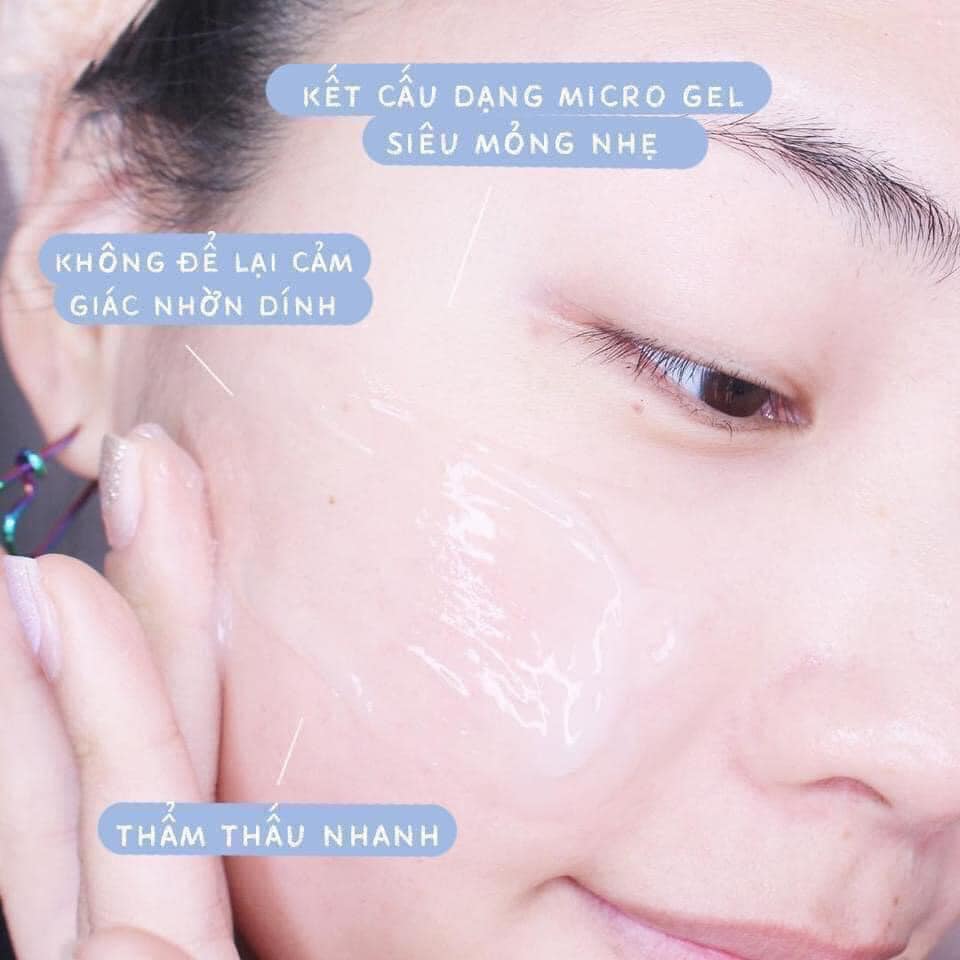 KẾT CẤU DẠNG MICRO GEL
SIÊU MỎNG NHẸ
KHÔNG ĐỂ LẠI CẢM
GIÁC NHỜN DÍNH
THẨM THẤU NHANH